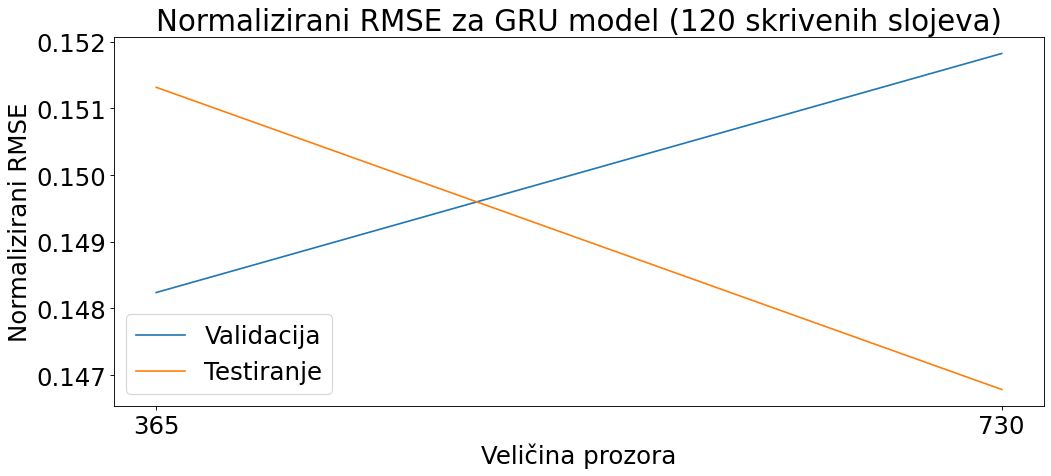 Normalizirani RMSE za GRU model (120 skrivenih slojeva)
Normalizirani RMSE
0.152
0.151
0.150
0.149
0.148
0.147
Validacija
Testiranje
365
730
Veličina prozora